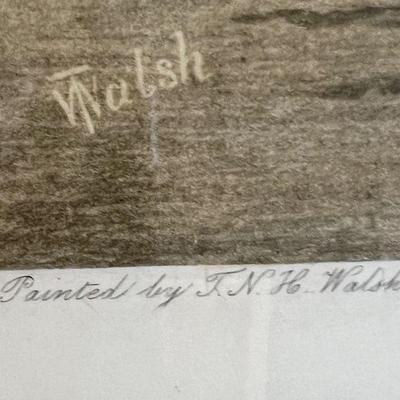 Walsh
Painted by T. N. H. Walsh